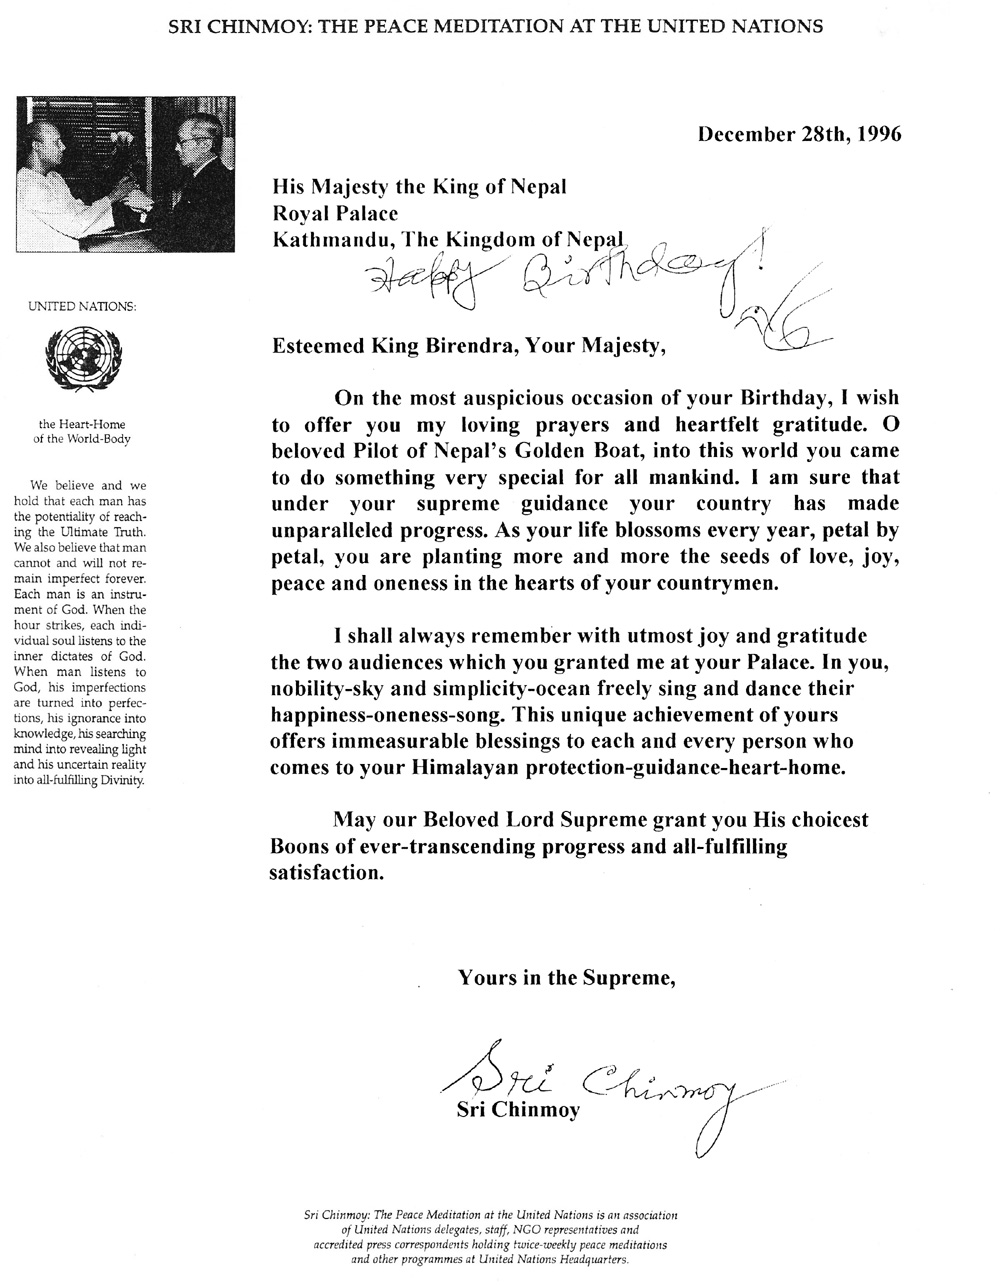 SRI CHINMOY: THE PEACE MEDITATION AT THE UNITED NATIONS
December 28th, 1996
His Majesty the King of Nepal
Royal Palace
Kathmandu, The Kingdom of Nepal
Happy Birthday!
Esteemed King Birendra, Your Majesty,
On the most auspicious occasion of your Birthday, I wish
to offer you my loving prayers and heartfelt gratitude. O
beloved Pilot of Nepal's Golden Boat, into this world you came
to do something very special for all mankind. I am sure that
under your supreme guidance your country has made
unparalleled progress. As your life blossoms every year, petal by
petal, you are planting more and more the seeds of love, joy,
peace and oneness in the hearts of your countrymen.
I shall always remember with utmost joy and gratitude
the two audiences which you granted me at your Palace. In you,
nobility-sky and simplicity-ocean freely sing and dance their
happiness-oneness-song. This unique achievement of yours
offers immeasurable blessings to each and every person who
comes to your Himalayan protection-guidance-heart-home.
May our Beloved Lord Supreme grant you His choicest
Boons of ever-transcending progress and all-fulfilling
satisfaction.
Yours in the Supreme,
Sri Chinmoy
Sri Chinmoy
UNITED NATIONS:
the Heart-Home
of the World-Body
We believe and we
hold that each man has
the potentiality of reach-
ing the Ultimate Truth.
We also believe that man
cannot and will not re-
main imperfect forever.
Each man is an instru-
ment of God. When the
hour strikes, each indi-
vidual soul listens to the
inner dictates of God.
When man listens to
God, his imperfections
are turned into perfec-
tions, his ignorance into
knowledge, his searching
mind into revealing light
and his uncertain reality
into all-fulfilling Divinity.
Sri Chinmoy: The Peace Meditation at the United Nations is an association
of United Nations delegates, staff, NGO representatives and
accredited press correspondents holding twice-weekly peace meditations
and other programmes at United Nations Headquarters.